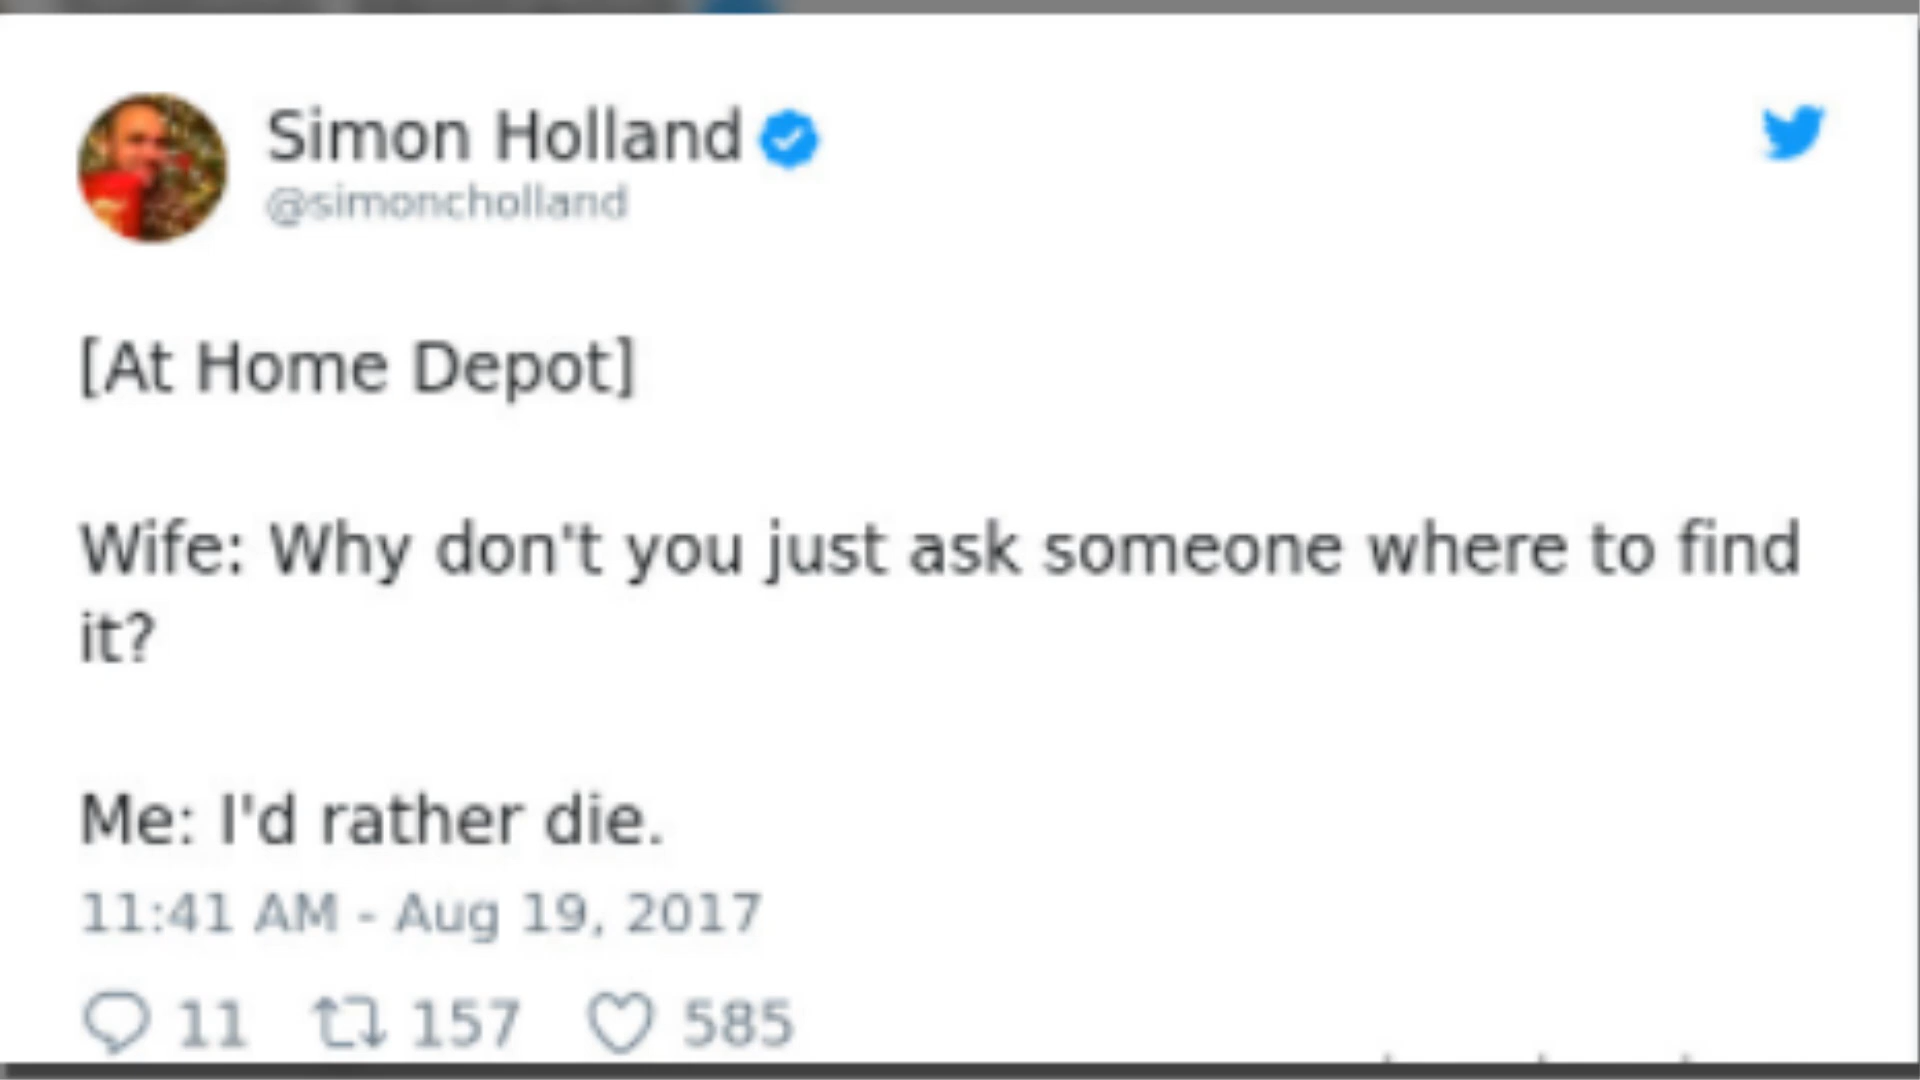 Simon Holland
@simoncholland
[At Home Depot]
Wife: Why don't you just ask someone where to find
it?
Me: I'd rather die.
11:41 AM - Aug 19, 2017
11 157 585